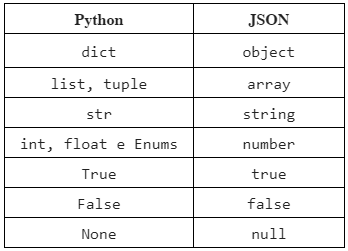 Python JSON
dict object
list, tuple array
str string
int, float e Enums number
True true
False false
None null